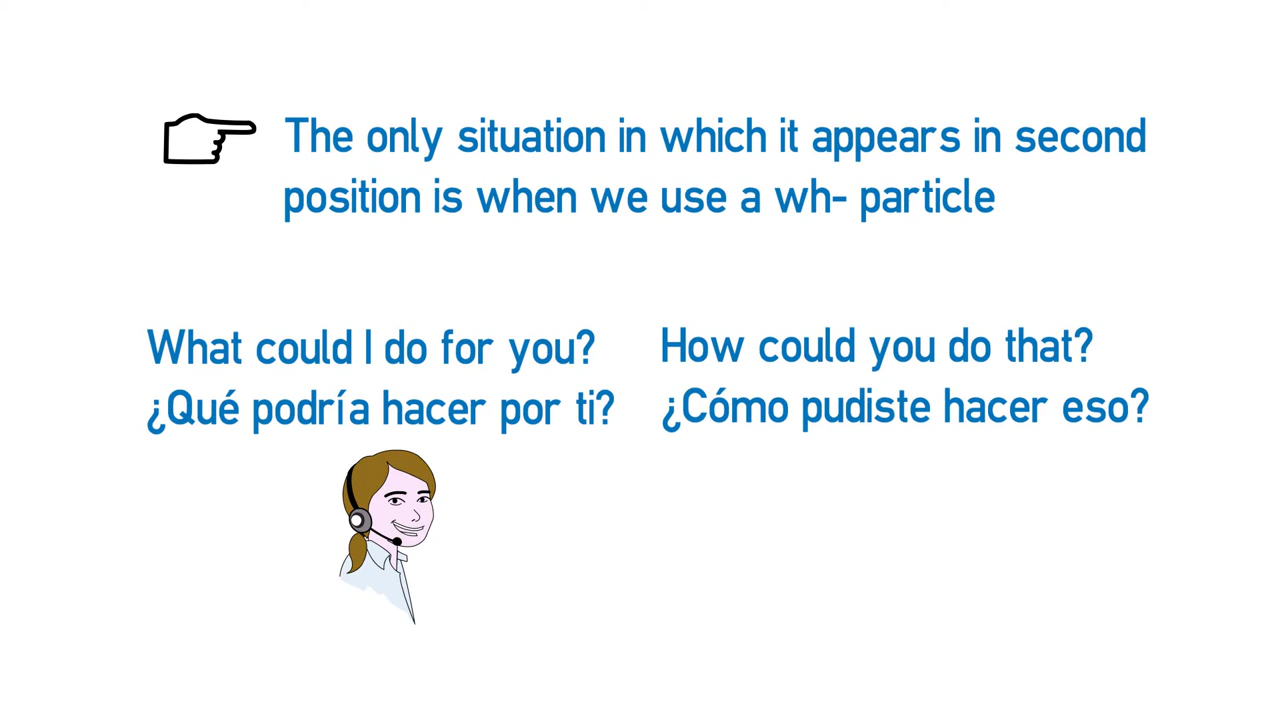 The only situation in which it appears in second
position is when we use a wh- particle
What could I do for you?
¿Qué podría hacer por ti?
How could you do that?
¿Cómo pudiste hacer eso?